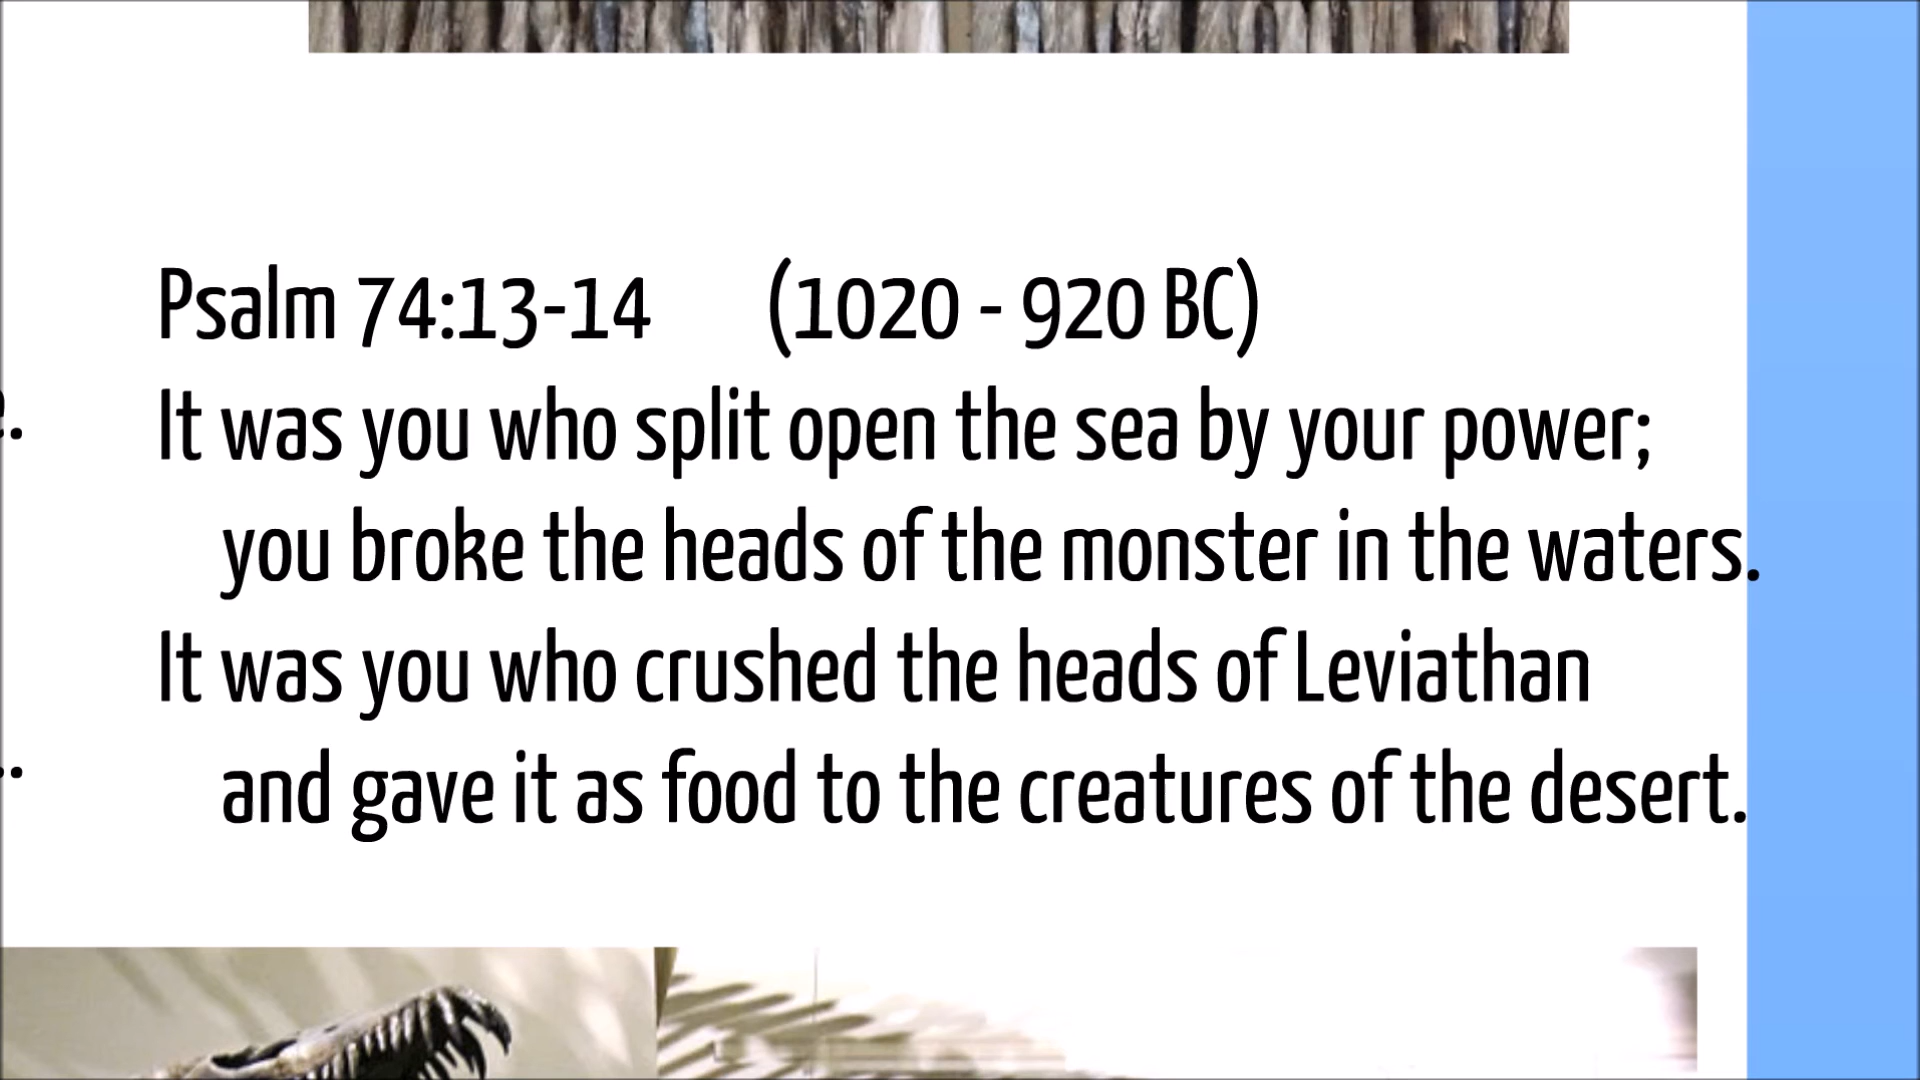 Psalm 74:13-14 (1020 - 920 BC)
It was you who split open the sea by your power;
you broke the heads of the monster in the waters.
It was you who crushed the heads of Leviathan
and gave it as food to the creatures of the desert.